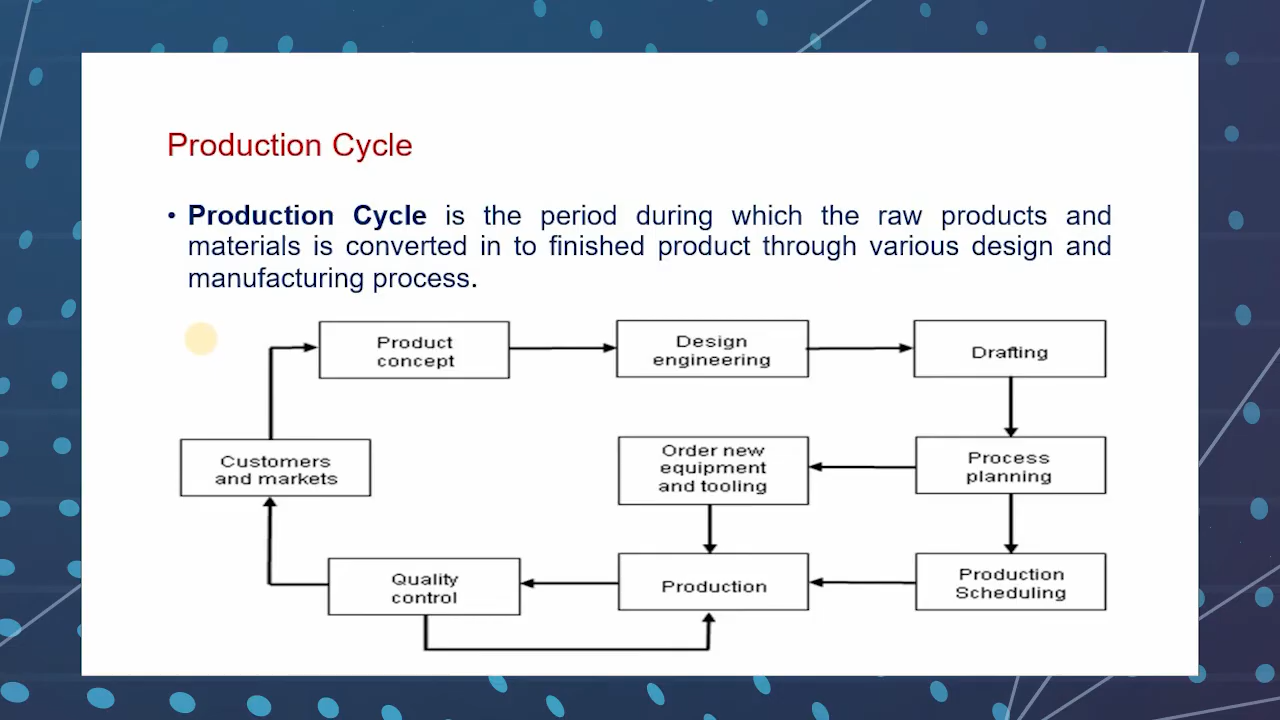 Production Cycle
• Production Cycle is the period during which the raw products and
materials is converted in to finished product through various design and
manufacturing process.
Product
concept
Design
engineering
Drafting
Customers
and markets
Order new
equipment
and tooling
Process
planning
Quality
control
Production
Production
Scheduling